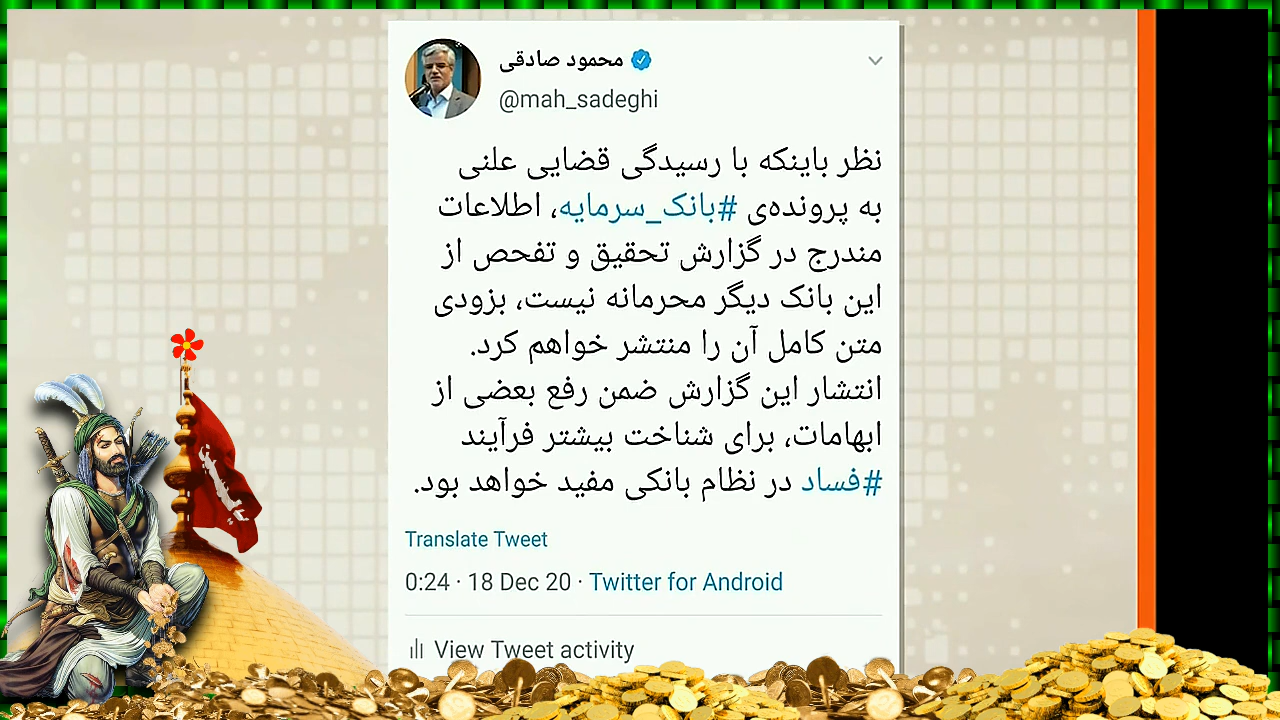 محمود صادقی
@mah_sadeghi
نظر باینکه با رسیدگی قضایی علنی
به پرونده‌ی #بانک_سرمایه، اطلاعات
مندرج در گزارش تحقیق و تفحص از
این بانک دیگر محرمانه نیست، بزودی
متن کامل آن را منتشر خواهم کرد.
انتشار این گزارش ضمن رفع بعضی از
ابهامات، برای شناخت بیشتر فرآیند
#فساد در نظام بانکی مفید خواهد بود.
Translate Tweet
0:24 · 18 Dec 20 · Twitter for Android
View Tweet activity